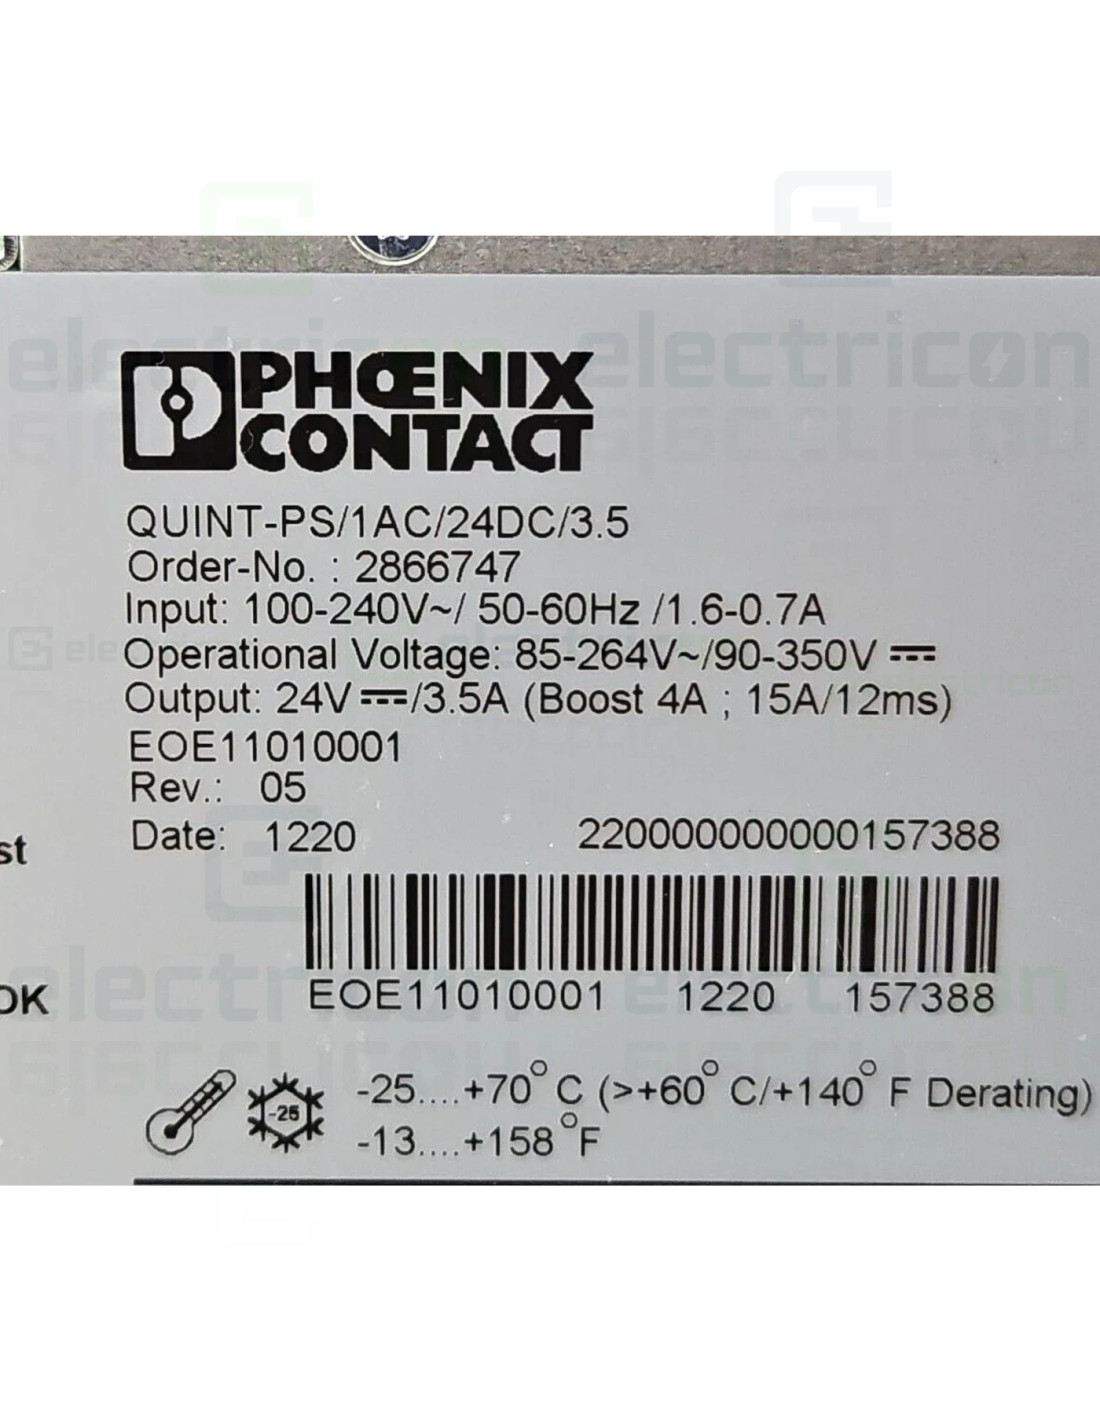 electricon
electricon
PHŒNIX
CONTACT
QUINT-PS/1AC/24DC/3.5
Order-No. : 2866747
Input: 100-240V~/ 50-60Hz /1.6-0.7A
electricon
Operational Voltage: 85-264V~/90-350V ⎓
Output: 24V⎓/3.5A (Boost 4A ; 15A/12ms)
EOE11010001
Rev.: 05
Date: 1220 2200000000000157388
st
EOE11010001 1220 157388
OK
-25
-25....+70°C (>+60°C/+140°F Derating)
-13....+158°F